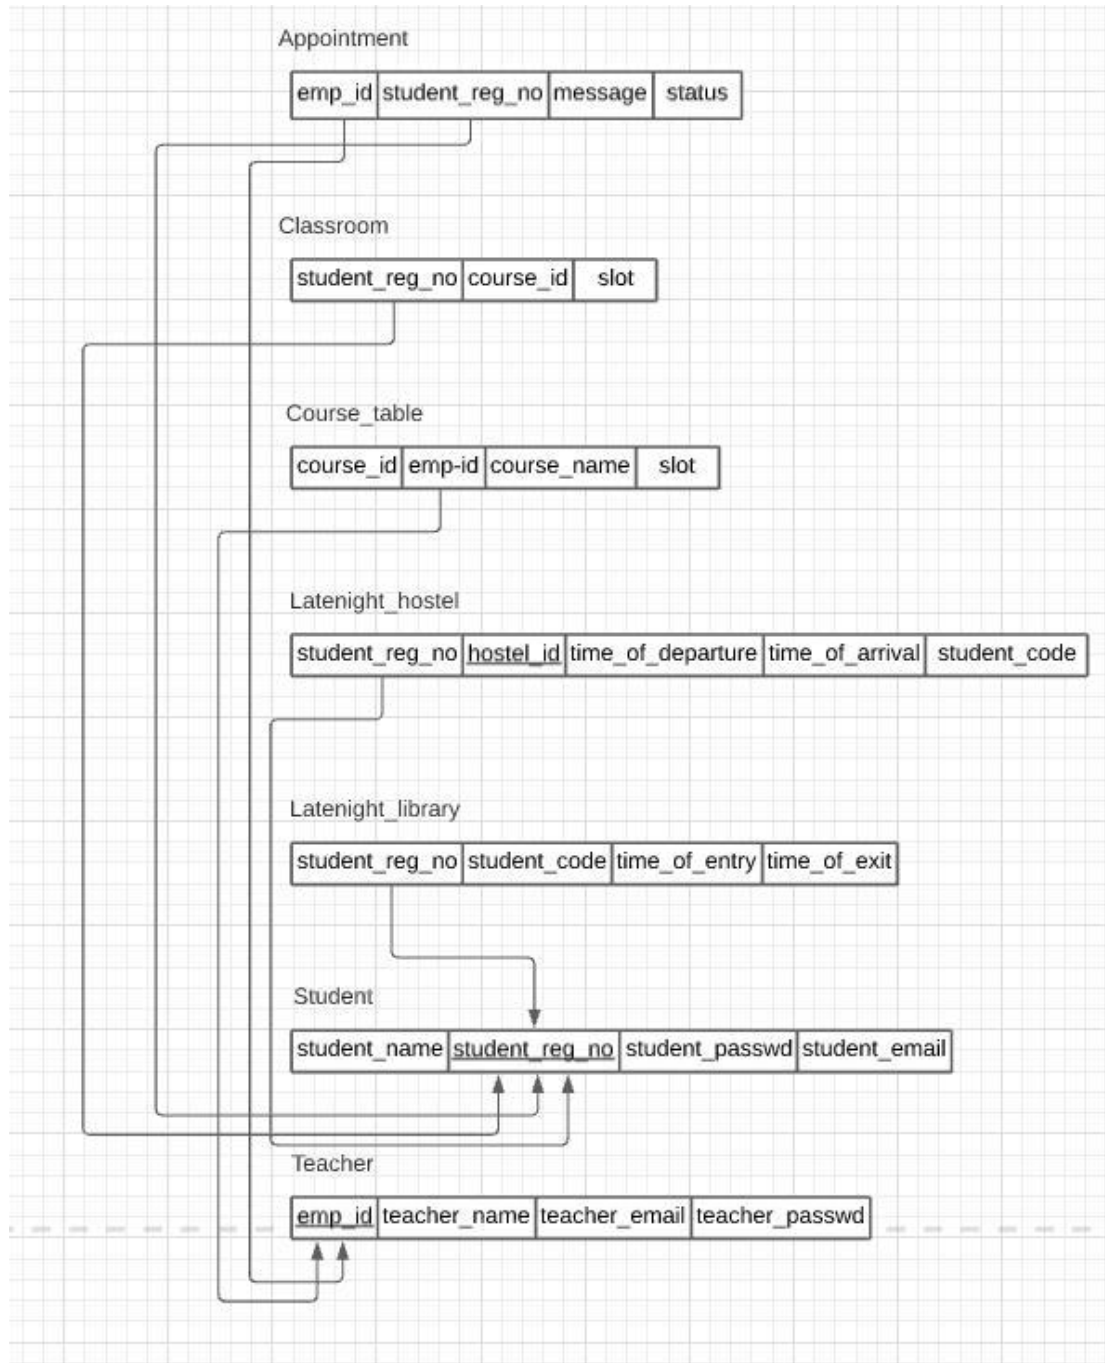 Appointment
emp_id student_reg_no message status
Classroom
student_reg_no course_id slot
Course_table
course_id emp-id course_name slot
Latenight_hostel
student_reg_no hostel_id time_of_departure time_of_arrival student_code
Latenight_library
student_reg_no student_code time_of_entry time_of_exit
Student
student_name student_reg_no student_passwd student_email
Teacher
emp_id teacher_name teacher_email teacher_passwd